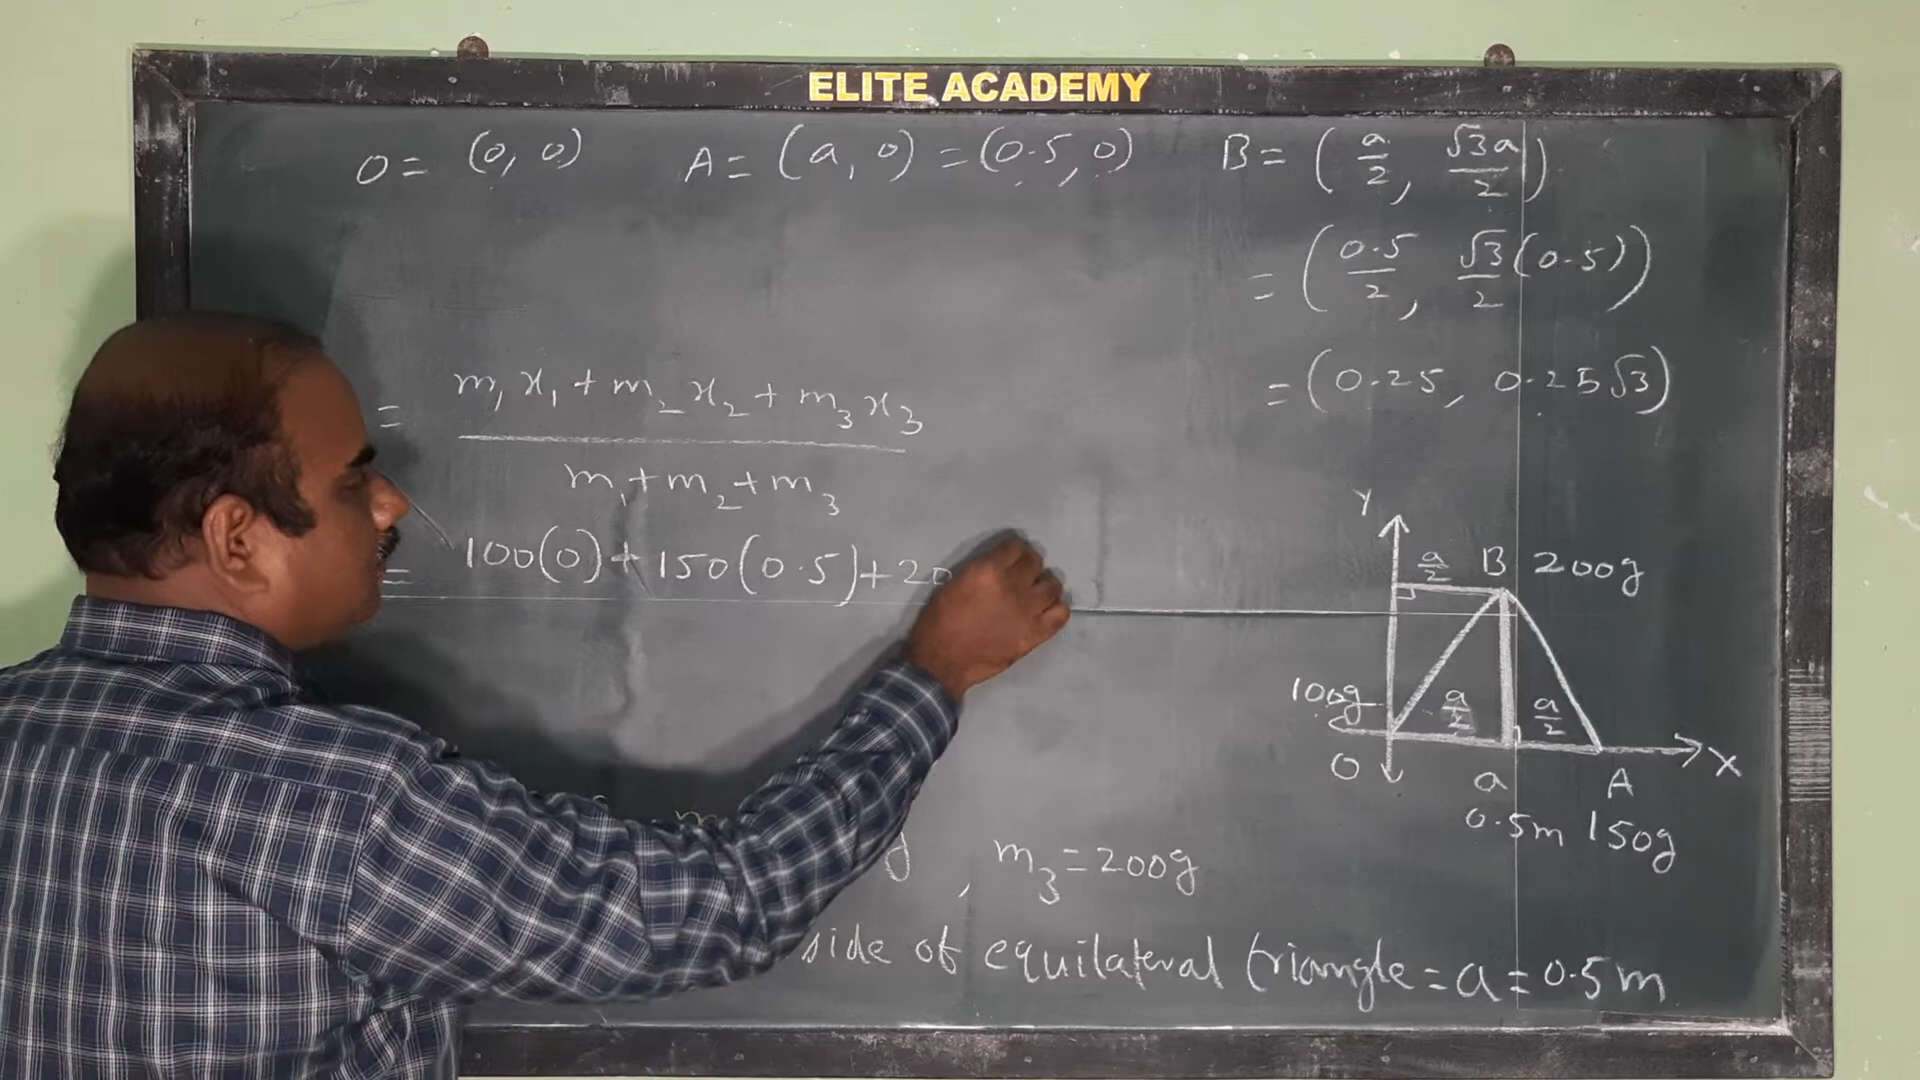 ELITE ACADEMY
O = (0, 0) A = (a, 0) = (0.5, 0) B = (a/2, √3a/2)
= (0.5/2, √3/2(0.5))
= (0.25, 0.25√3)
= m₁x₁ + m₂x₂ + m₃x₃
m₁ + m₂ + m₃
= 100(0) + 150(0.5) + 20
Y
a/2 B 200g
100g a/2 a/2
O a A X
0.5m 150g
g, m₃ = 200g
side of equilateral triangle = a = 0.5m